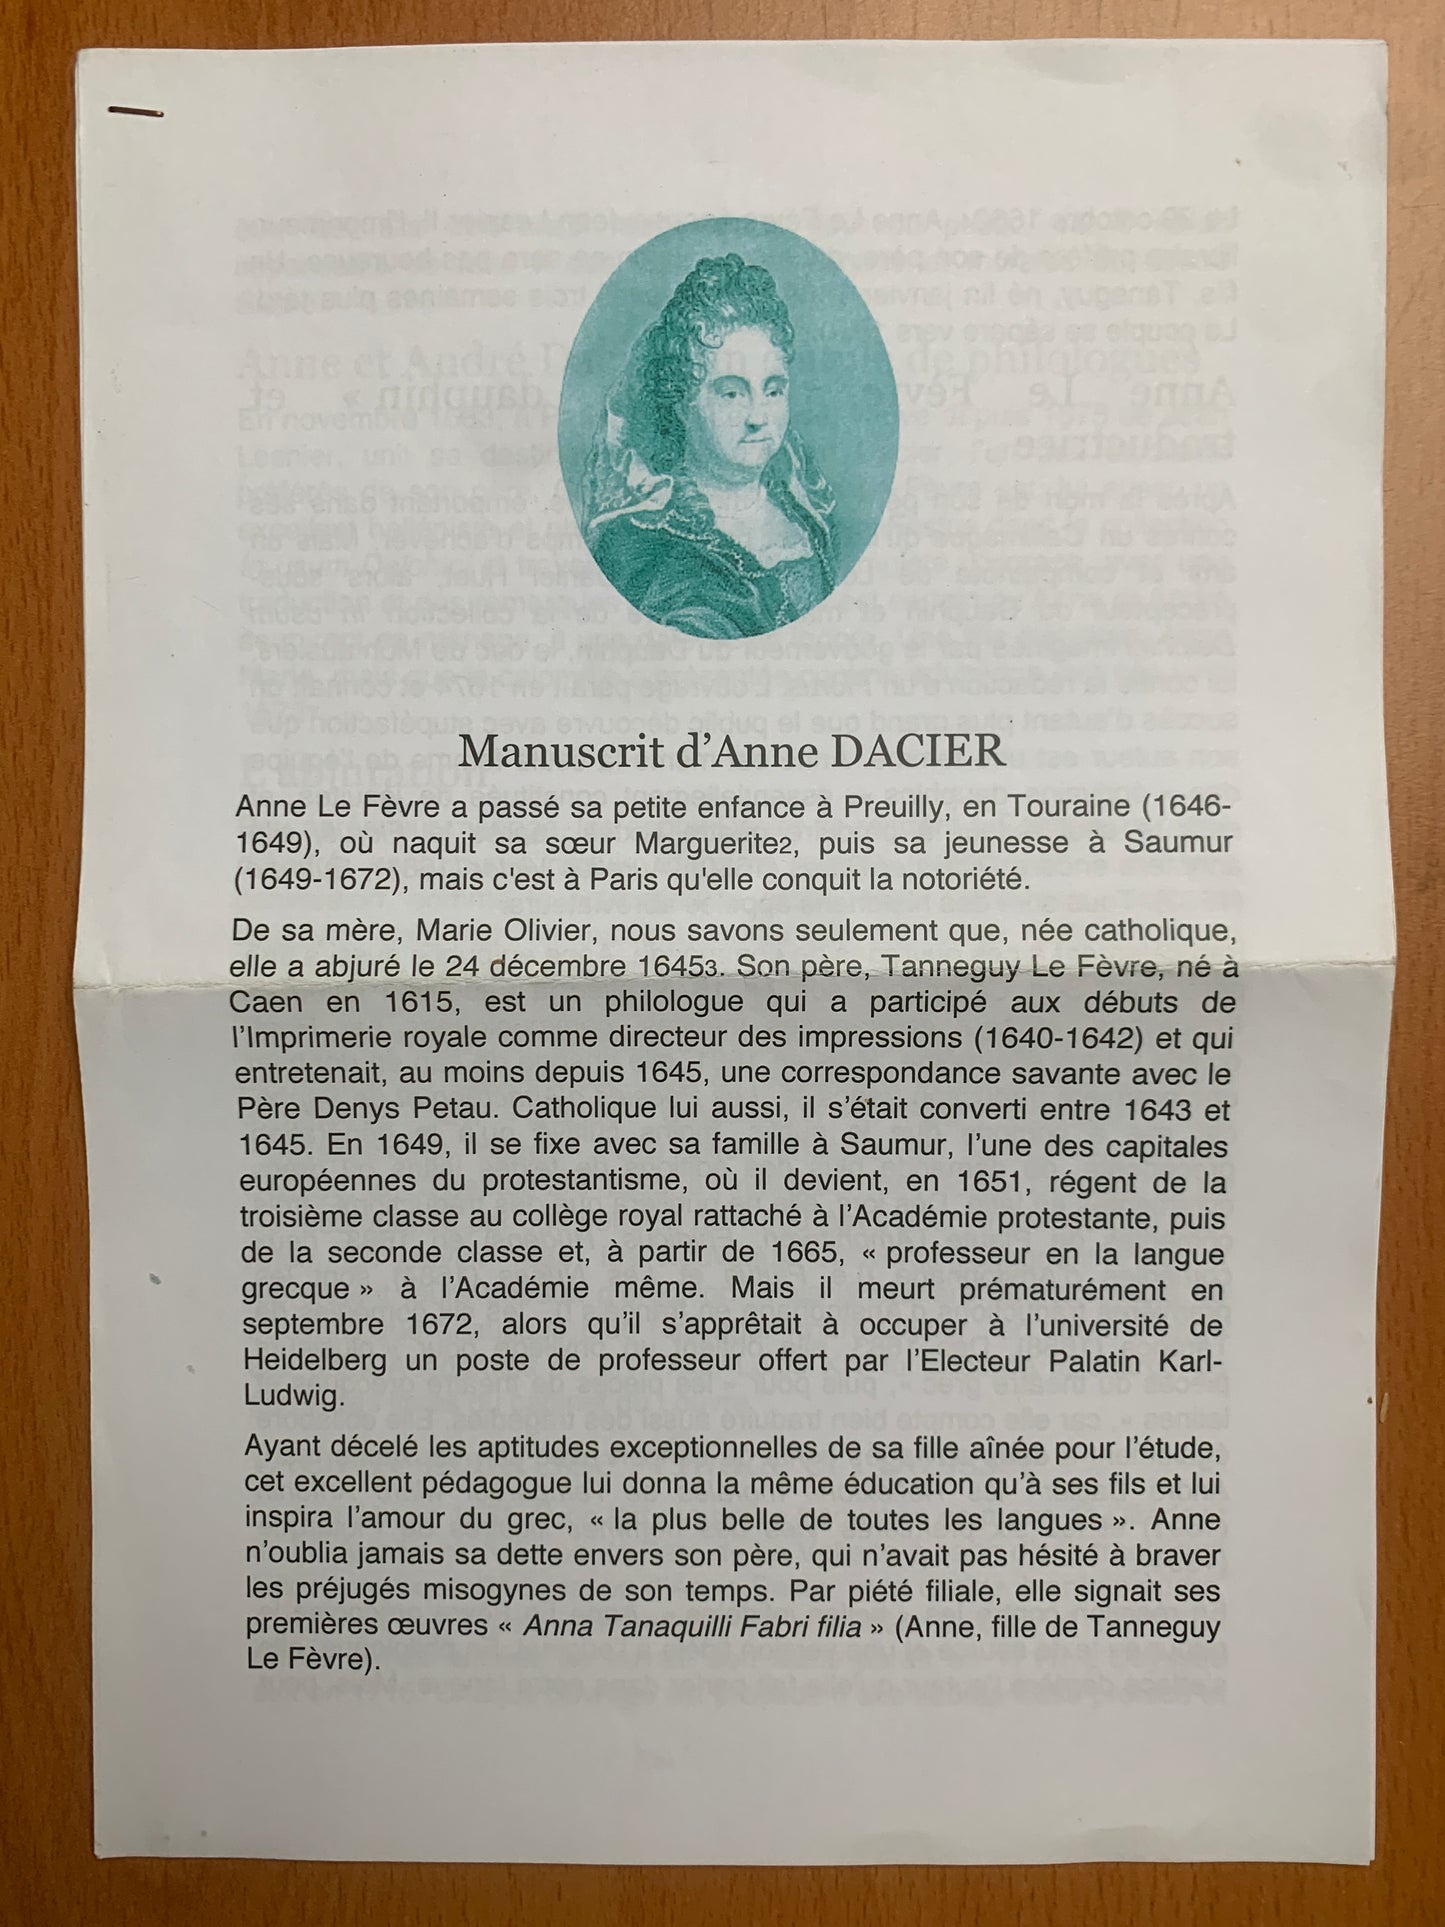 Manuscrit d’Anne DACIER
Anne Le Fèvre a passé sa petite enfance à Preuilly, en Touraine (1646-
1649), où naquit sa sœur Marguerite2, puis sa jeunesse à Saumur
(1649-1672), mais c'est à Paris qu'elle conquit la notoriété.
De sa mère, Marie Olivier, nous savons seulement que, née catholique,
elle a abjuré le 24 décembre 16453. Son père, Tanneguy Le Fèvre, né à
Caen en 1615, est un philologue qui a participé aux débuts de
l’Imprimerie royale comme directeur des impressions (1640-1642) et qui
entretenait, au moins depuis 1645, une correspondance savante avec le
Père Denys Petau. Catholique lui aussi, il s’était converti entre 1643 et
1645. En 1649, il se fixe avec sa famille à Saumur, l’une des capitales
européennes du protestantisme, où il devient, en 1651, régent de la
troisième classe au collège royal rattaché à l’Académie protestante, puis
de la seconde classe et, à partir de 1665, « professeur en la langue
grecque » à l’Académie même. Mais il meurt prématurément en
septembre 1672, alors qu’il s’apprêtait à occuper à l’université de
Heidelberg un poste de professeur offert par l’Electeur Palatin Karl-
Ludwig.
Ayant décelé les aptitudes exceptionnelles de sa fille aînée pour l’étude,
cet excellent pédagogue lui donna la même éducation qu’à ses fils et lui
inspira l’amour du grec, « la plus belle de toutes les langues ». Anne
n’oublia jamais sa dette envers son père, qui n’avait pas hésité à braver
les préjugés misogynes de son temps. Par piété filiale, elle signait ses
premières œuvres « Anna Tanaquilli Fabri filia » (Anne, fille de Tanneguy
Le Fèvre).